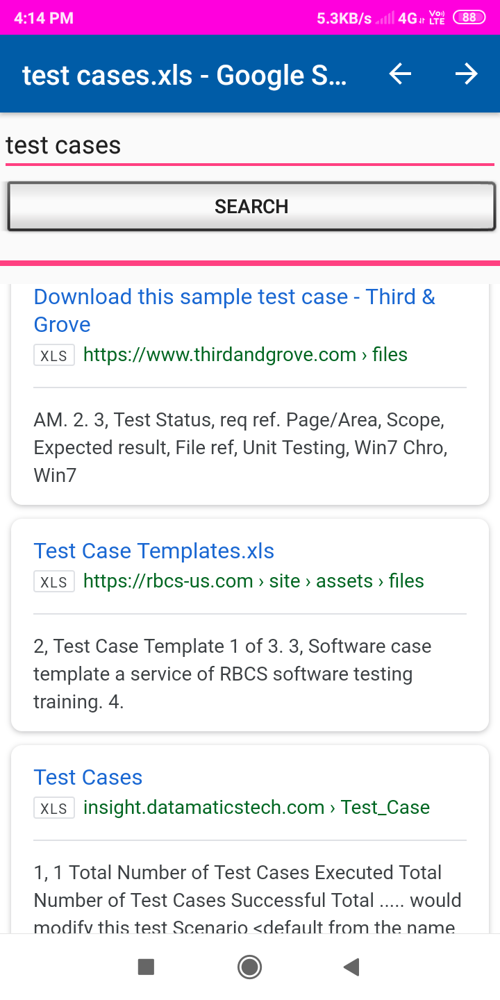 4:14 PM 5.3KB/s 4G Vo) LTE 88
test cases.xls - Google S...
test cases
SEARCH
Download this sample test case - Third &
Grove
XLS https://www.thirdandgrove.com › files
AM. 2. 3, Test Status, req ref. Page/Area, Scope,
Expected result, File ref, Unit Testing, Win7 Chro,
Win7
Test Case Templates.xls
XLS https://rbcs-us.com › site › assets › files
2, Test Case Template 1 of 3. 3, Software case
template a service of RBCS software testing
training. 4.
Test Cases
XLS insight.datamaticstech.com › Test_Case
1, 1 Total Number of Test Cases Executed Total
Number of Test Cases Successful Total ..... would
modify this test Scenario <default from the name